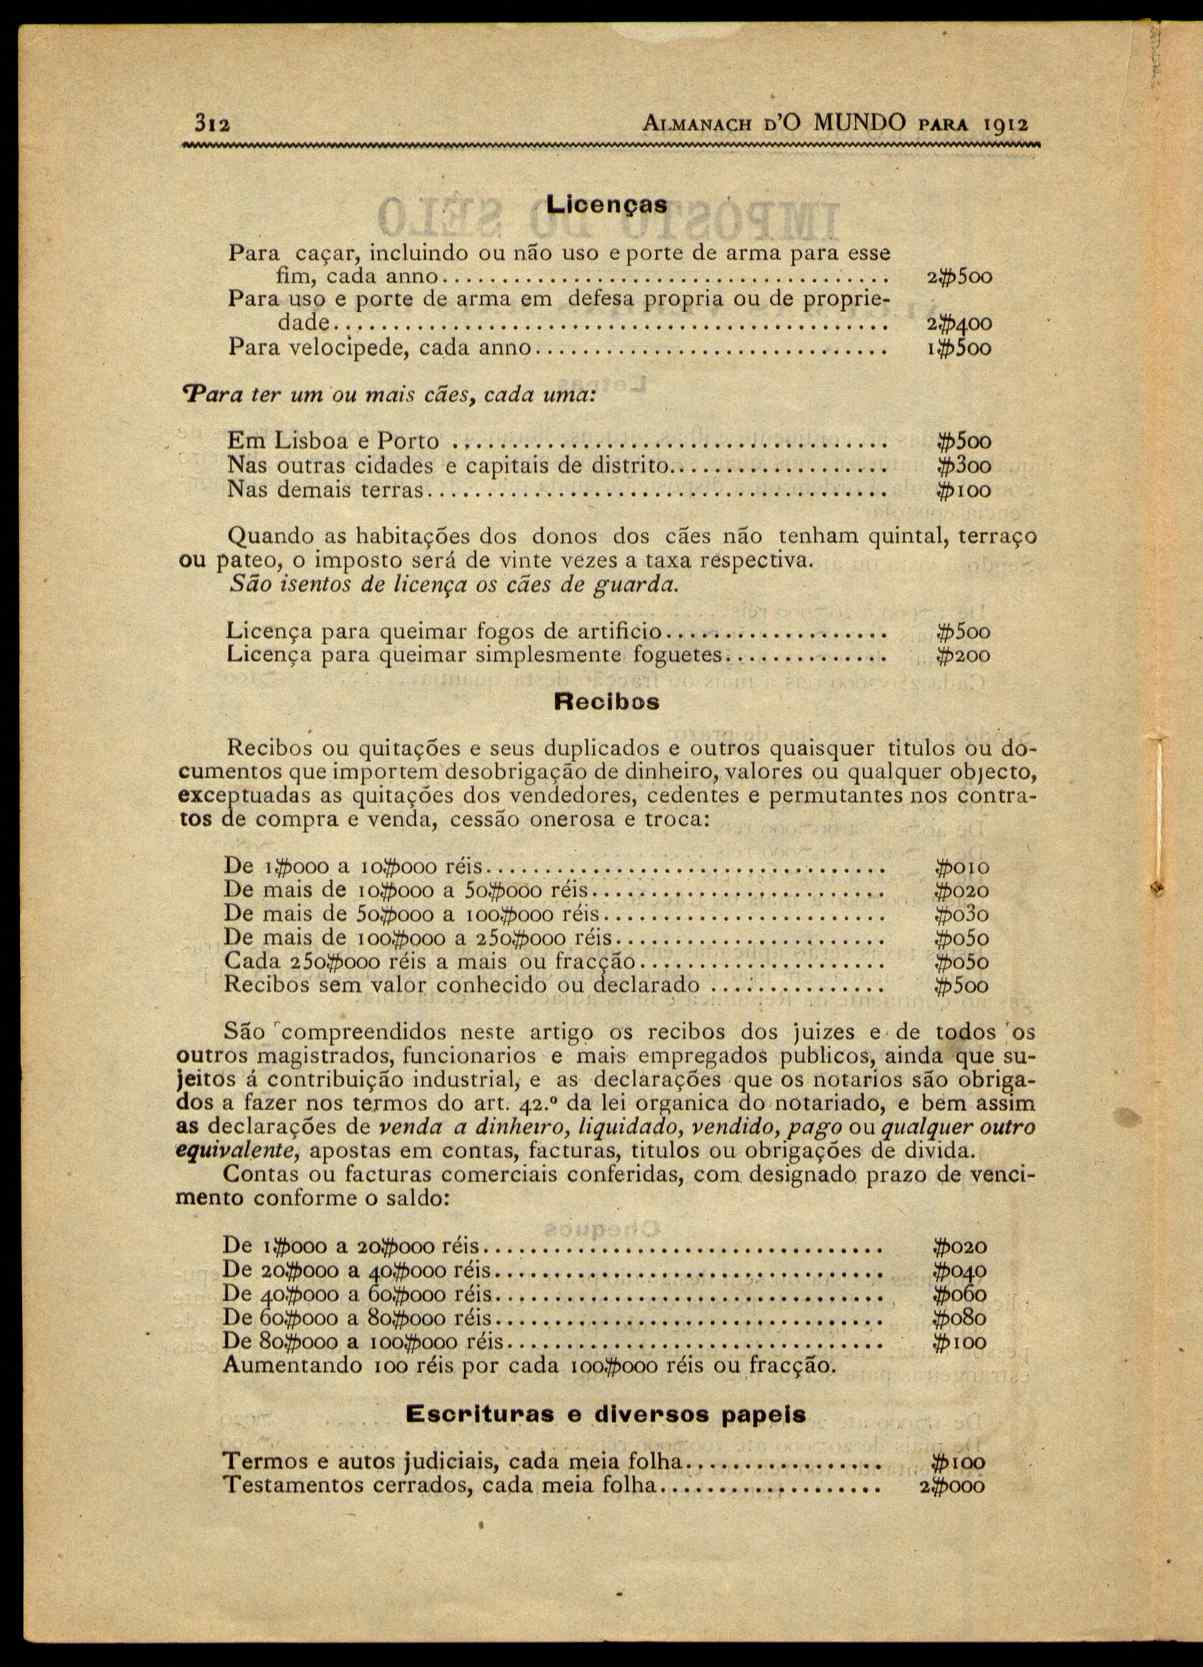 312
ALMANACH D'O MUNDO PARA 1912
Licenças
Para caçar, incluindo ou não uso e porte de arma para esse
fim, cada anno........................................ 2$500
Para uso e porte de arma em defesa propria ou de proprie-
dade................................................ 2$400
Para velocipede, cada anno.............................. 1$500
Para ter um ou mais cães, cada uma:
Em Lisboa e Porto ..................................... $500
Nas outras cidades e capitais de distrito................... $300
Nas demais terras....................................... $100
Quando as habitações dos donos dos cães não tenham quintal, terraço
ou pateo, o imposto será de vinte vezes a taxa respectiva.
São isentos de licença os cães de guarda.
Licença para queimar fogos de artificio................... $500
Licença para queimar simplesmente foguetes.............. $200
Recibos
Recibos ou quitações e seus duplicados e outros quaisquer titulos ou do-
cumentos que importem desobrigação de dinheiro, valores ou qualquer objecto,
exceptuadas as quitações dos vendedores, cedentes e permutantes nos contra-
tos de compra e venda, cessão onerosa e troca:
De 1$000 a 10$000 réis.................................. $010
De mais de 10$000 a 50$000 réis......................... $020
De mais de 50$000 a 100$000 réis........................ $030
De mais de 100$000 a 250$000 réis....................... $050
Cada 250$000 réis a mais ou fracção..................... $050
Recibos sem valor conhecido ou declarado ............... $500
São compreendidos neste artigo os recibos dos juizes e de todos os
outros magistrados, funcionarios e mais empregados publicos, ainda que su-
jeitos á contribuição industrial, e as declarações que os notarios são obriga-
dos a fazer nos termos do art. 42.º da lei organica do notariado, e bem assim
as declarações de venda a dinheiro, liquidado, vendido, pago ou qualquer outro
equivalente, apostas em contas, facturas, titulos ou obrigações de divida.
Contas ou facturas comerciais conferidas, com designado prazo de venci-
mento conforme o saldo:
De 1$000 a 20$000 réis.................................. $020
De 20$000 a 40$000 réis................................. $040
De 40$000 a 60$000 réis................................. $060
De 60$000 a 80$000 réis................................. $080
De 80$000 a 100$000 réis................................ $100
Aumentando 100 réis por cada 100$000 réis ou fracção.
Escrituras e diversos papeis
Termos e autos judiciais, cada meia folha................. $100
Testamentos cerrados, cada meia folha................... 2$000